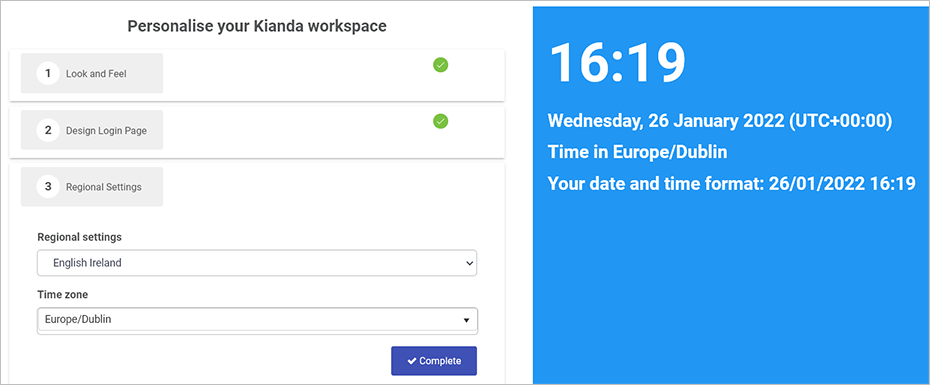 Personalise your Kianda workspace
1 Look and Feel
2 Design Login Page
3 Regional Settings
Regional settings
English Ireland
Time zone
Europe/Dublin
Complete
16:19
Wednesday, 26 January 2022 (UTC+00:00)
Time in Europe/Dublin
Your date and time format: 26/01/2022 16:19